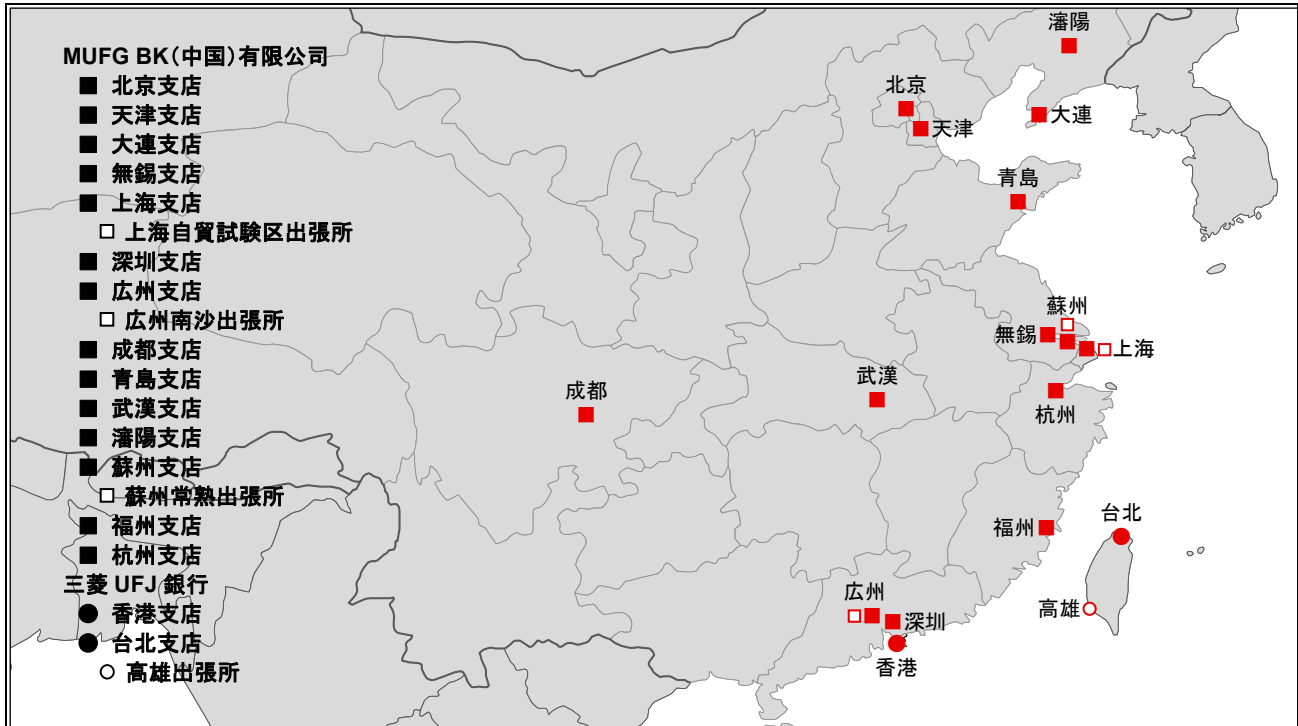 MUFG BK(中国)有限公司
■ 北京支店
■ 天津支店
■ 大連支店
■ 無錫支店
■ 上海支店
□ 上海自貿試験区出張所
■ 深圳支店
■ 広州支店
□ 広州南沙出張所
■ 成都支店
■ 青島支店
■ 武漢支店
■ 瀋陽支店
■ 蘇州支店
□ 蘇州常熟出張所
■ 福州支店
■ 杭州支店
三菱 UFJ 銀行
● 香港支店
● 台北支店
○ 高雄出張所
瀋陽
北京
大連
天津
青島
蘇州
無錫
上海
成都
武漢
杭州
福州
台北
広州
高雄
深圳
香港